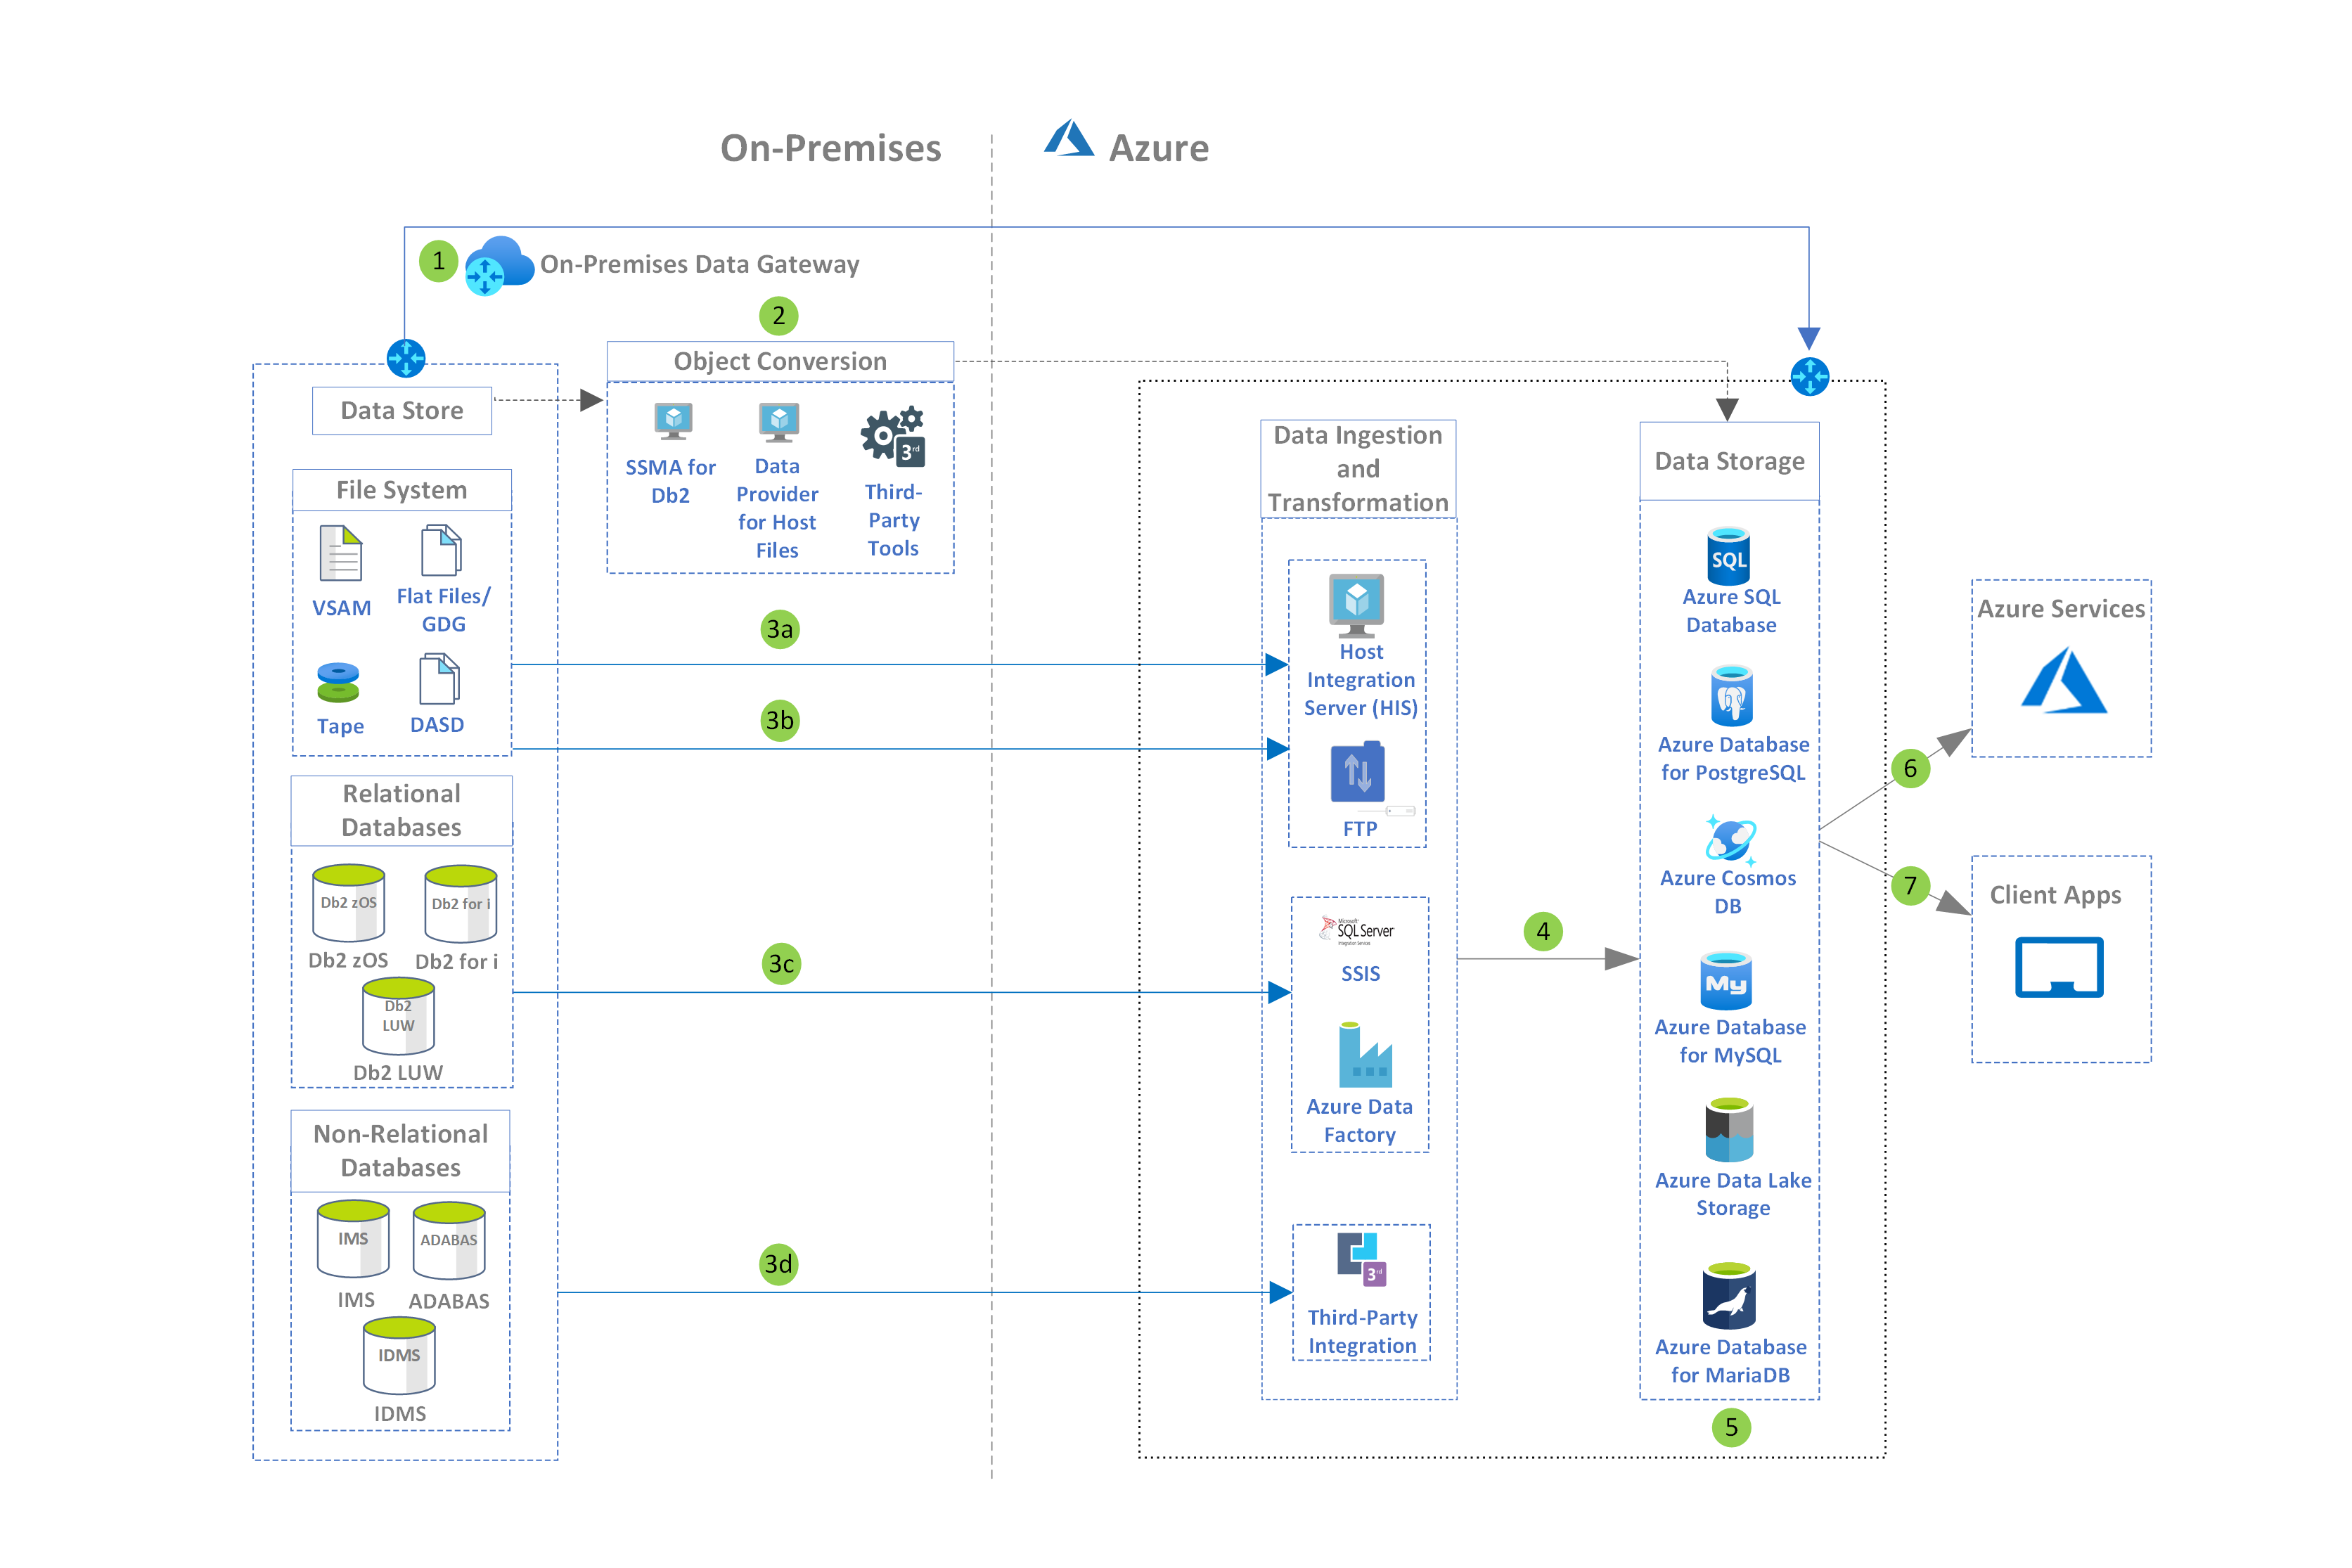 On-Premises
Azure
1
On-Premises Data Gateway
2
Object Conversion
SSMA for
Db2
Data
Provider
for Host
Files
3rd
Third-
Party
Tools
Data Store
File System
VSAM
Flat Files/
GDG
Tape
DASD
Relational
Databases
Db2 zOS
Db2 zOS
Db2 for i
Db2 for i
Db2
LUW
Db2 LUW
Non-Relational
Databases
IMS
IMS
ADABAS
ADABAS
IDMS
IDMS
3a
3b
3c
3d
Data Ingestion
and
Transformation
Host
Integration
Server (HIS)
FTP
Microsoft
SQL Server
Integration Services
SSIS
Azure Data
Factory
3rd
Third-Party
Integration
4
Data Storage
SQL
Azure SQL
Database
Azure Database
for PostgreSQL
Azure Cosmos
DB
My
Azure Database
for MySQL
Azure Data Lake
Storage
Azure Database
for MariaDB
5
6
Azure Services
7
Client Apps